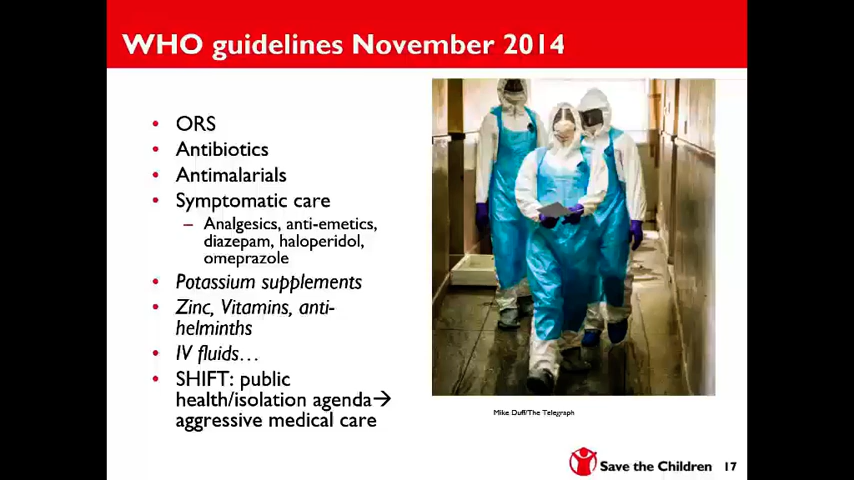 WHO guidelines November 2014
• ORS
• Antibiotics
• Antimalarials
• Symptomatic care
– Analgesics, anti-emetics,
diazepam, haloperidol,
omeprazole
• Potassium supplements
• Zinc, Vitamins, anti-
helminths
• IV fluids…
• SHIFT: public
health/isolation agenda→
aggressive medical care
Mike Duff/The Telegraph
Save the Children 17